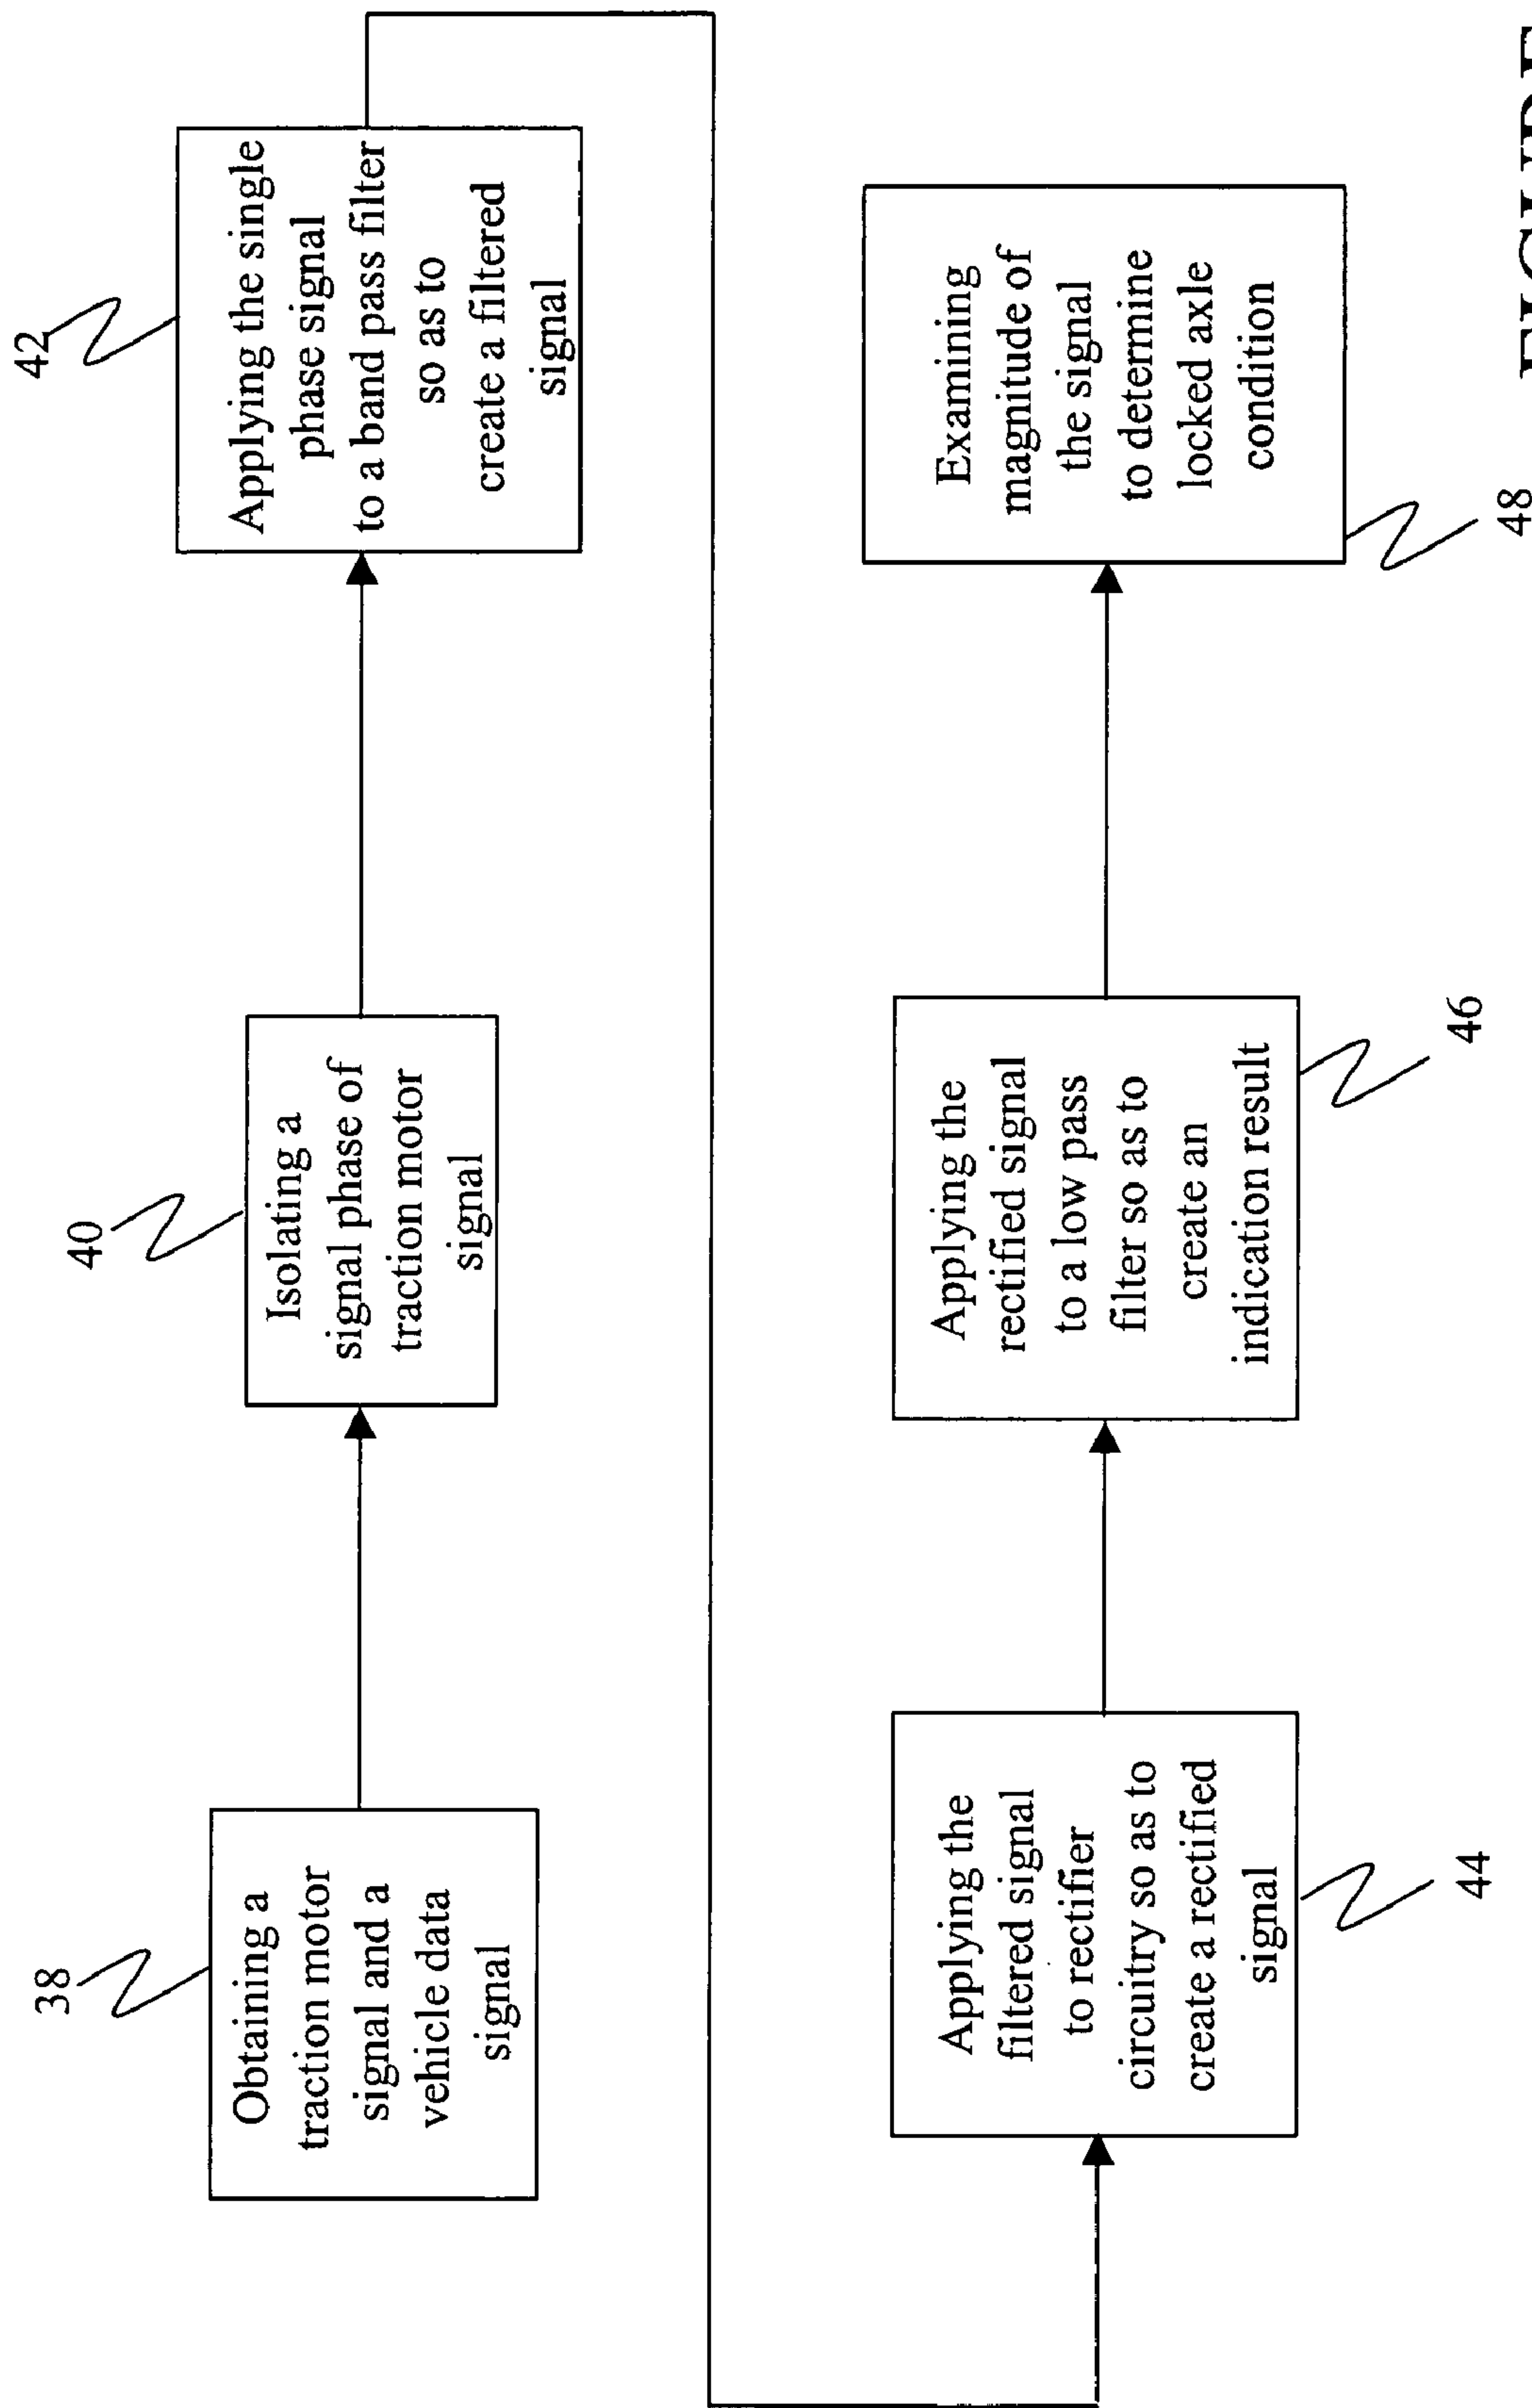 38
Obtaining a
traction motor
signal and a
vehicle data
signal
40
Isolating a
signal phase of
traction motor
signal
42
Applying the single
phase signal
to a band pass filter
so as to
create a filtered
signal
Applying the
filtered signal
to rectifier
circuitry so as to
create a rectified
signal
44
Applying the
rectified signal
to a low pass
filter so as to
create an
indication result
46
Examining
magnitude of
the signal
to determine
locked axle
condition
48
FIGURE